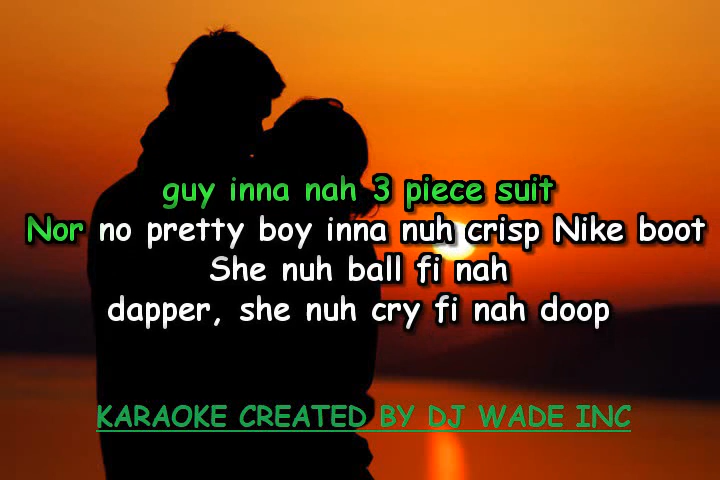 guy inna nah 3 piece suit
Nor no pretty boy inna nuh crisp Nike boot
She nuh ball fi nah
dapper, she nuh cry fi nah doop
KARAOKE CREATED BY DJ WADE INC